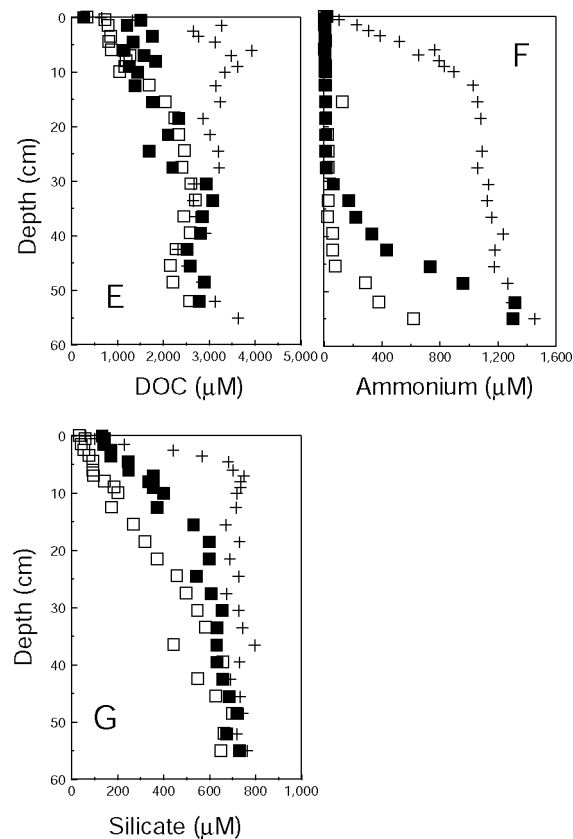 0
10
20
30
40
50
60
Depth (cm)
E
0 1,000 2,000 3,000 4,000 5,000
DOC (μM)
F
0 400 800 1,200 1,600
Ammonium (μM)
0
10
20
30
40
50
60
Depth (cm)
G
0 200 400 600 800 1,000
Silicate (μM)